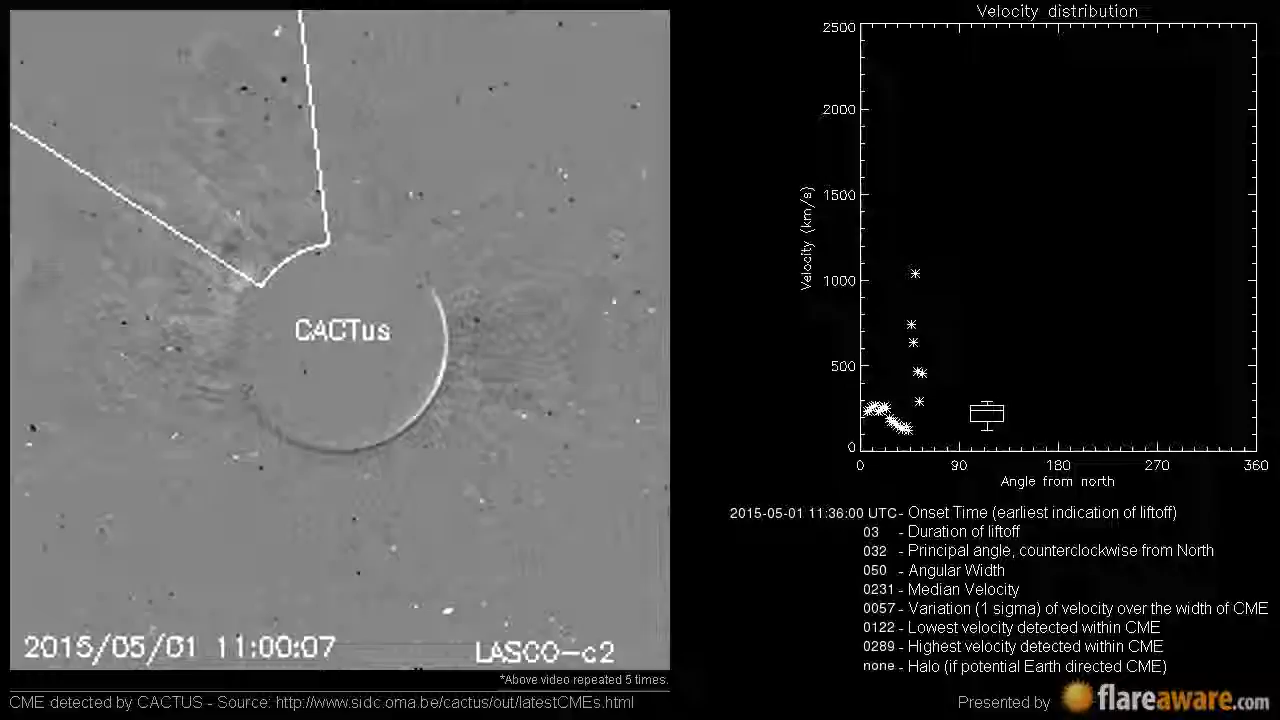 CACTus
2015/05/01 11:00:07
LASCO-c2
*Above video repeated 5 times.
CME detected by CACTUS - Source: http://www.sidc.oma.be/cactus/out/latestCMEs.html
Velocity distribution
Velocity (km/s)
2500
2000
1500
1000
500
0
0 90 180 270 360
Angle from north
2015-05-01 11:36:00 UTC - Onset Time (earliest indication of liftoff)
03 - Duration of liftoff
032 - Principal angle, counterclockwise from North
050 - Angular Width
0231 - Median Velocity
0057 - Variation (1 sigma) of velocity over the width of CME
0122 - Lowest velocity detected within CME
0289 - Highest velocity detected within CME
none - Halo (if potential Earth directed CME)
Presented by flareaware.com